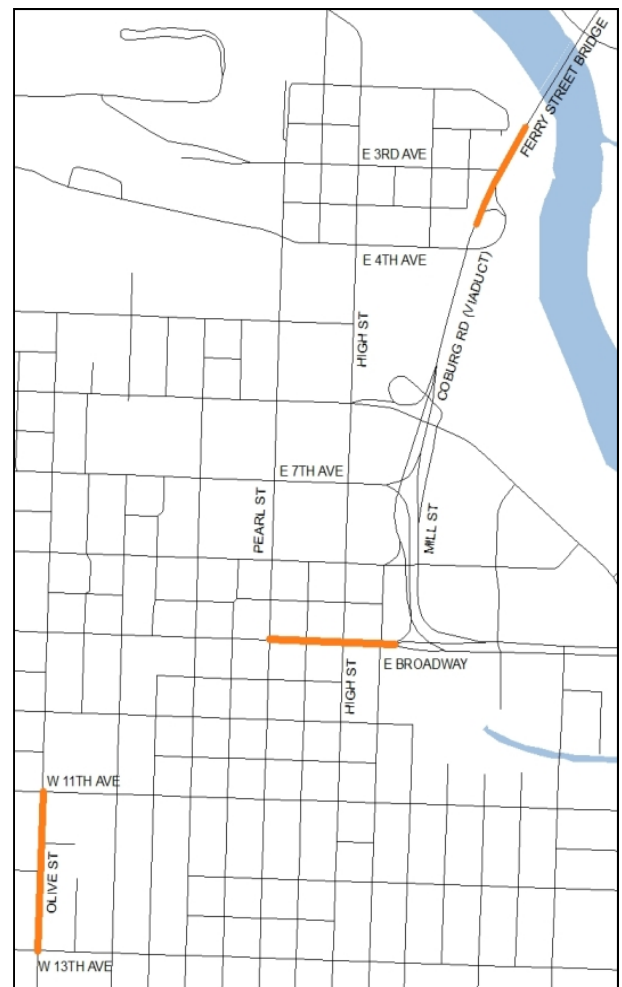 FERRY STREET BRIDGE
E 3RD AVE
E 4TH AVE
COBURG RD (VIADUCT)
HIGH ST
E 7TH AVE
PEARL ST
MILL ST
E BROADWAY
HIGH ST
W 11TH AVE
OLIVE ST
W 13TH AVE